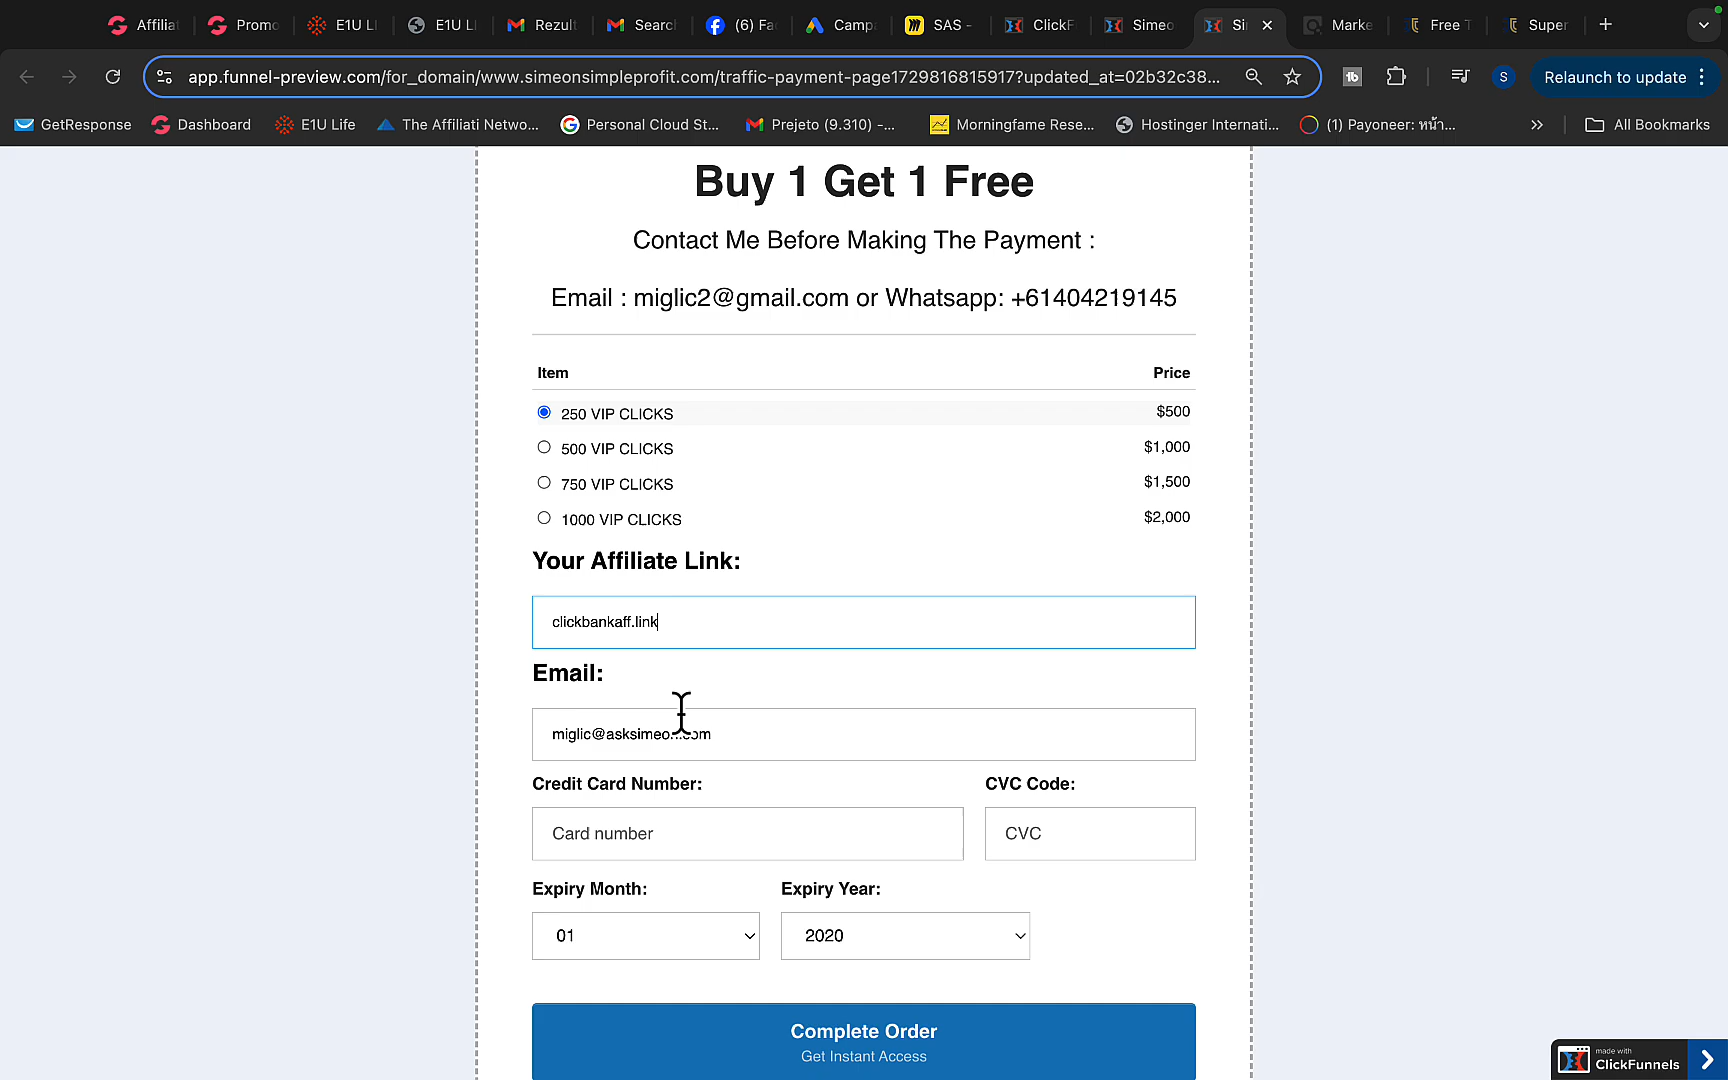 Affilia
Promo
E1U LI
E1U LI
Rezult
Search
(6) Fa
Camp
SAS -
ClickF
Simeo
Si
Marke
Free T
Super
app.funnel-preview.com/for_domain/www.simeonsimpleprofit.com/traffic-payment-page1729816815917?updated_at=02b32c38...
S
Relaunch to update
GetResponse
Dashboard
E1U Life
The Affiliati Netwo...
Personal Cloud St...
Prejeto (9.310) -...
Morningfame Rese...
Hostinger Internati...
(1) Payoneer: หน้า...
All Bookmarks
Buy 1 Get 1 Free
Contact Me Before Making The Payment :
Email : miglic2@gmail.com or Whatsapp: +61404219145
Item Price
250 VIP CLICKS $500
500 VIP CLICKS $1,000
750 VIP CLICKS $1,500
1000 VIP CLICKS $2,000
Your Affiliate Link:
clickbankaff.link
Email:
miglic@asksimeon.com
Credit Card Number: CVC Code:
Card number CVC
Expiry Month: Expiry Year:
01 2020
Complete Order
Get Instant Access
made with
ClickFunnels